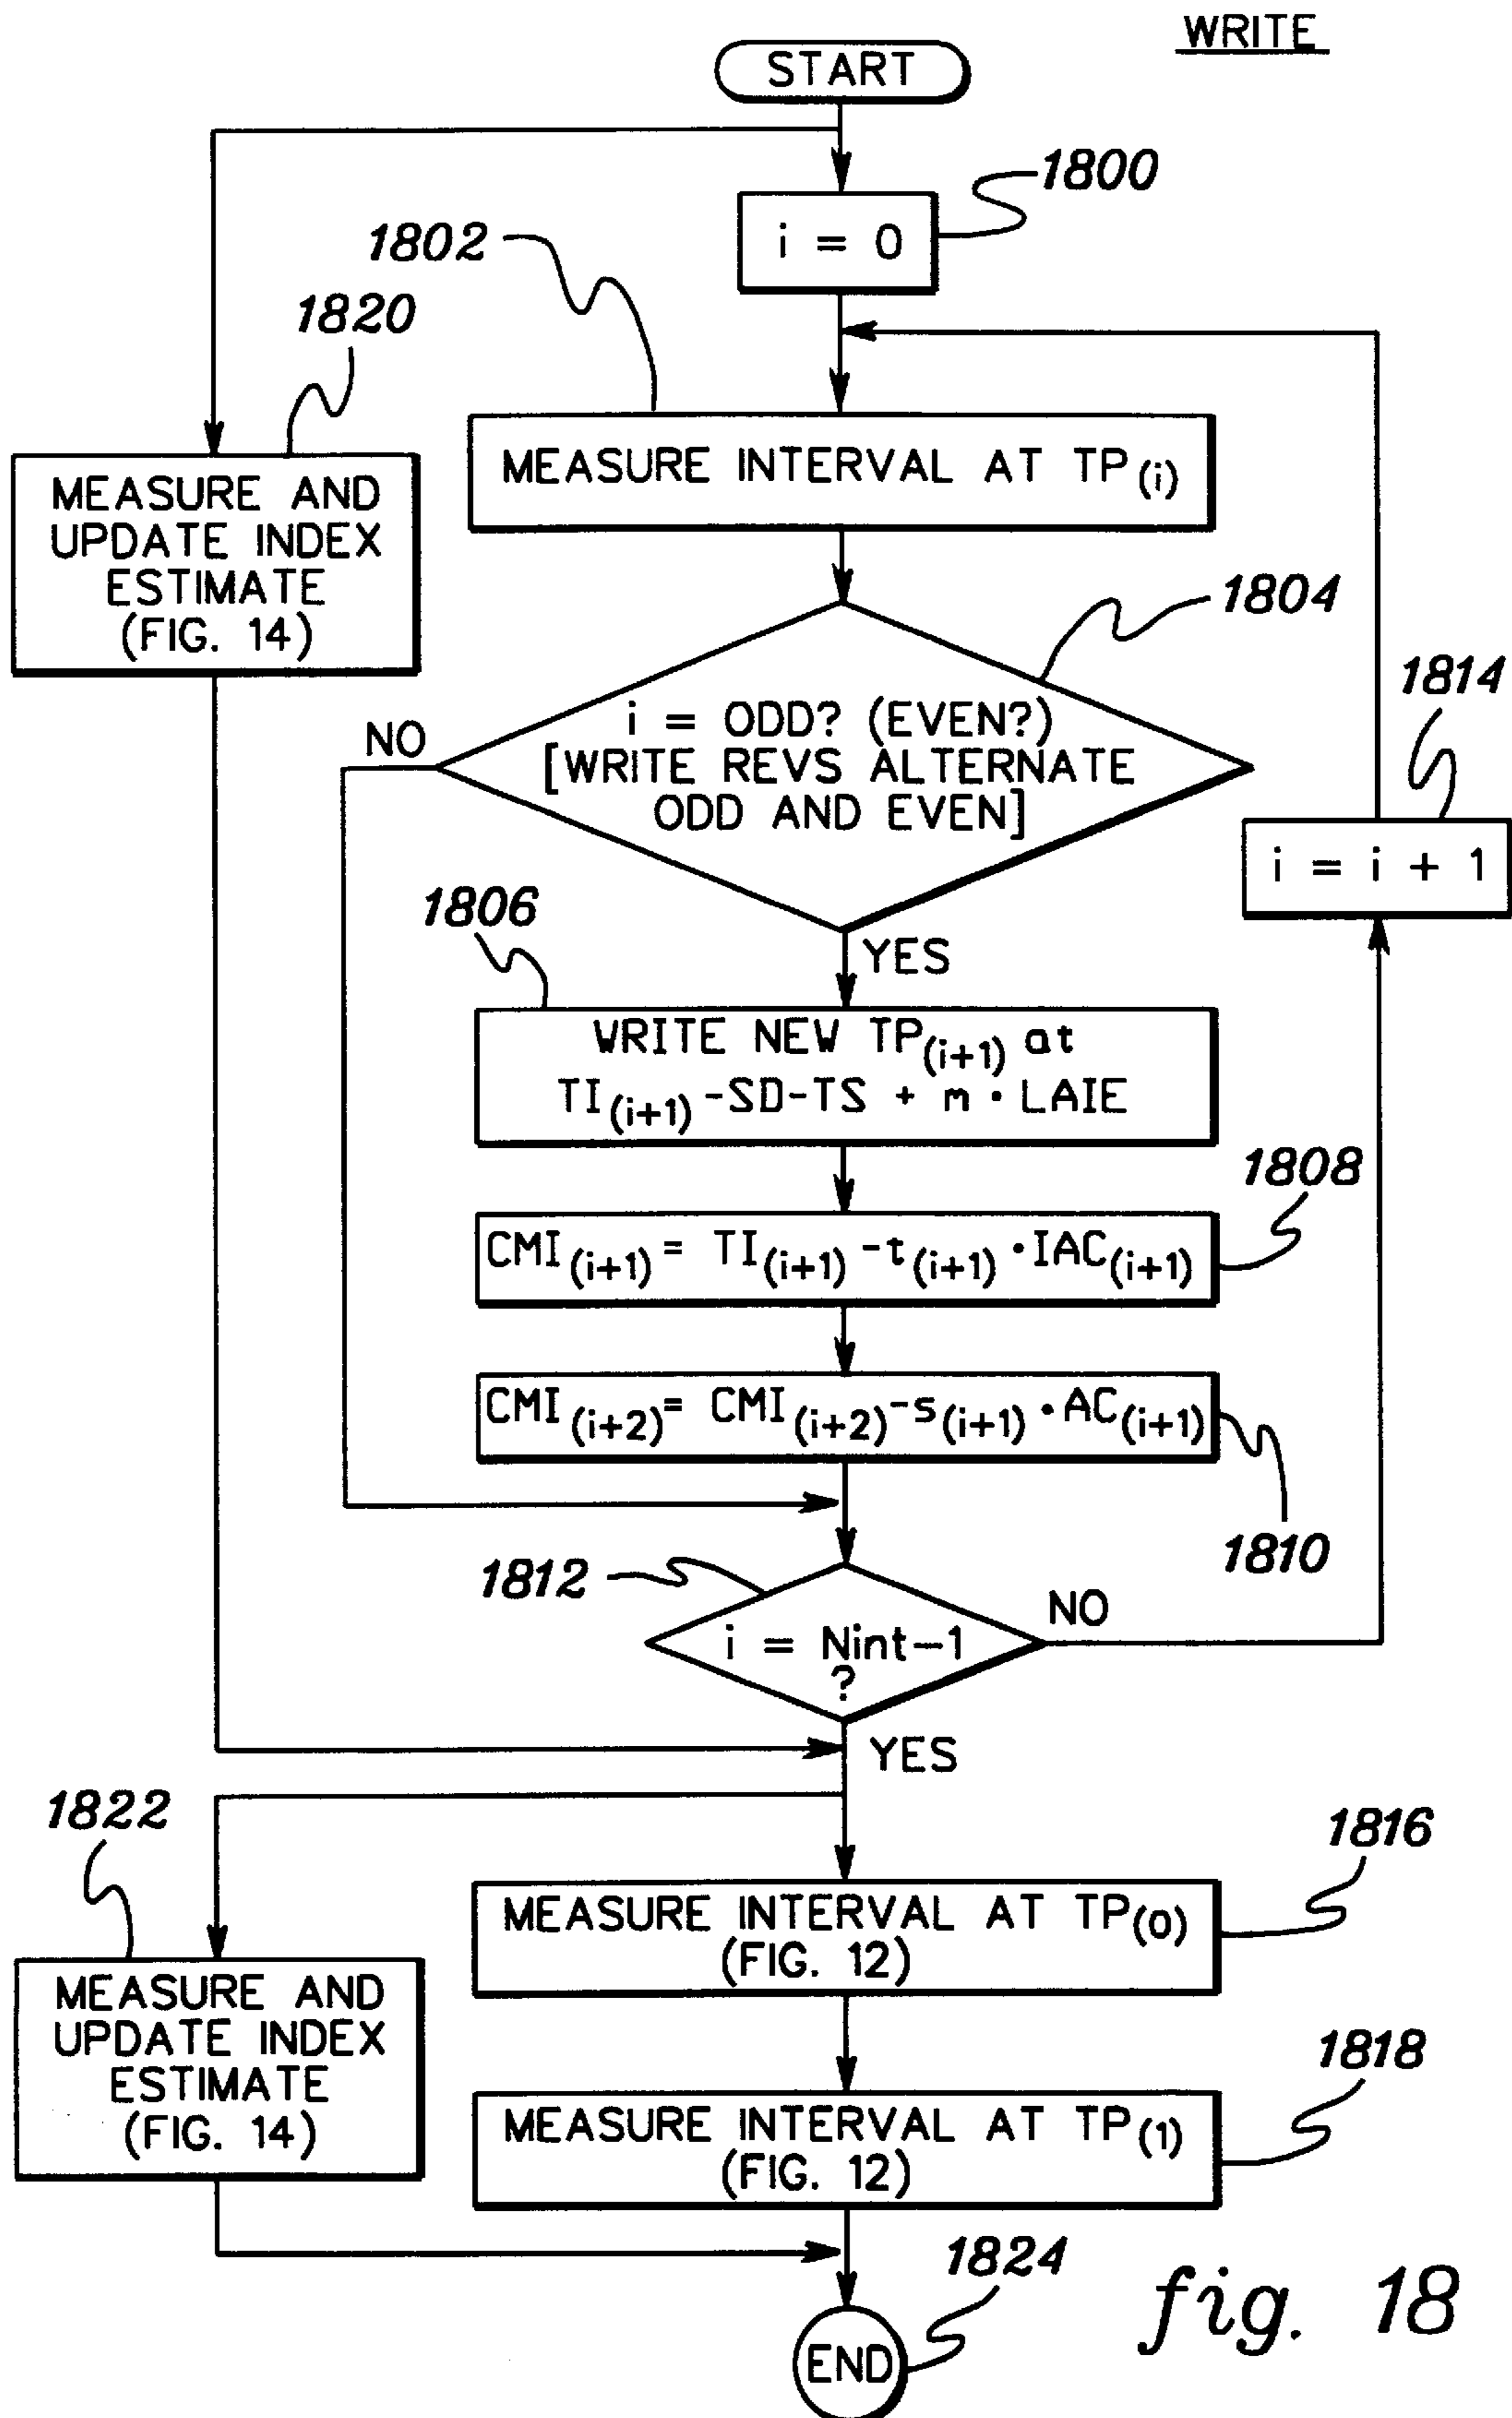 WRITE
START
1800
i = 0
1802
1820
MEASURE INTERVAL AT TP(i)
MEASURE AND
UPDATE INDEX
ESTIMATE
(FIG. 14)
1804
1814
NO
i = ODD? (EVEN?)
[WRITE REVS ALTERNATE
ODD AND EVEN]
i = i + 1
1806
YES
WRITE NEW TP(i+1) at
TI(i+1) -SD-TS + m • LAIE
1808
CMI(i+1) = TI(i+1) -t(i+1) •IAC(i+1)
CMI(i+2) = CMI(i+2) -s(i+1) •AC(i+1)
1810
1812
NO
i = Nint-1
?
YES
1822
1816
MEASURE INTERVAL AT TP(0)
(FIG. 12)
MEASURE AND
UPDATE INDEX
ESTIMATE
(FIG. 14)
1818
MEASURE INTERVAL AT TP(1)
(FIG. 12)
1824
END
fig. 18